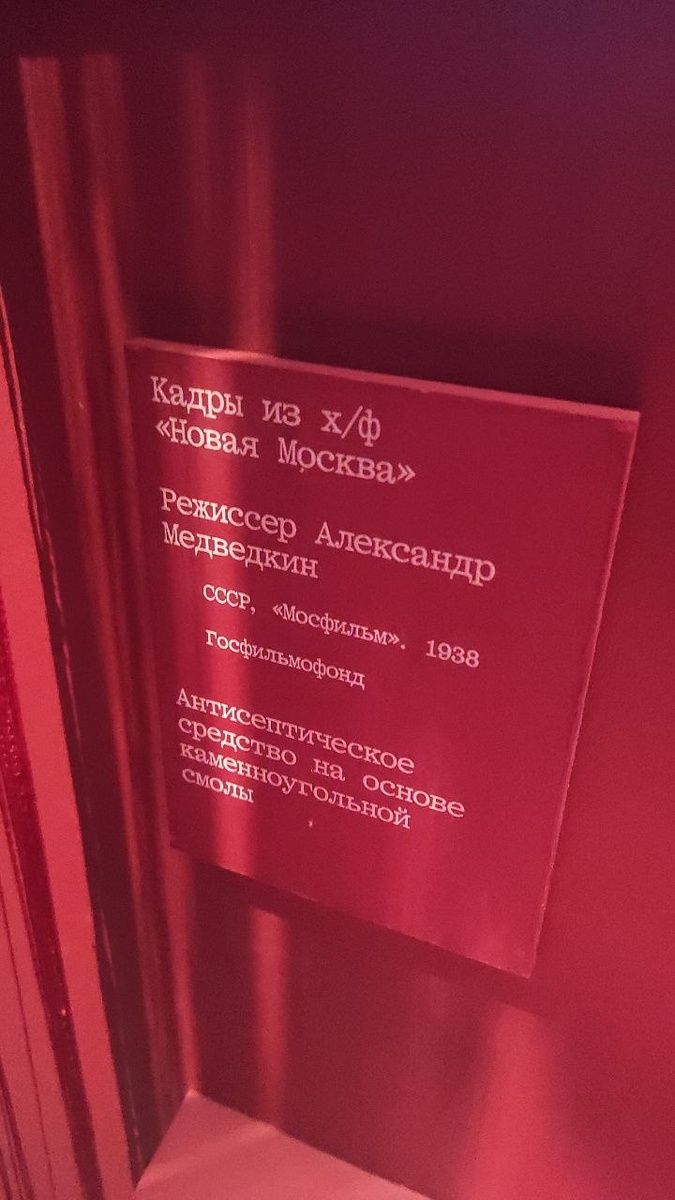 Кадры из х/ф
«Новая Москва»
Режиссер Александр
Медведкин
СССР, «Мосфильм». 1938
Госфильмофонд
Антисептическое
средство на основе
каменноугольной
смолы